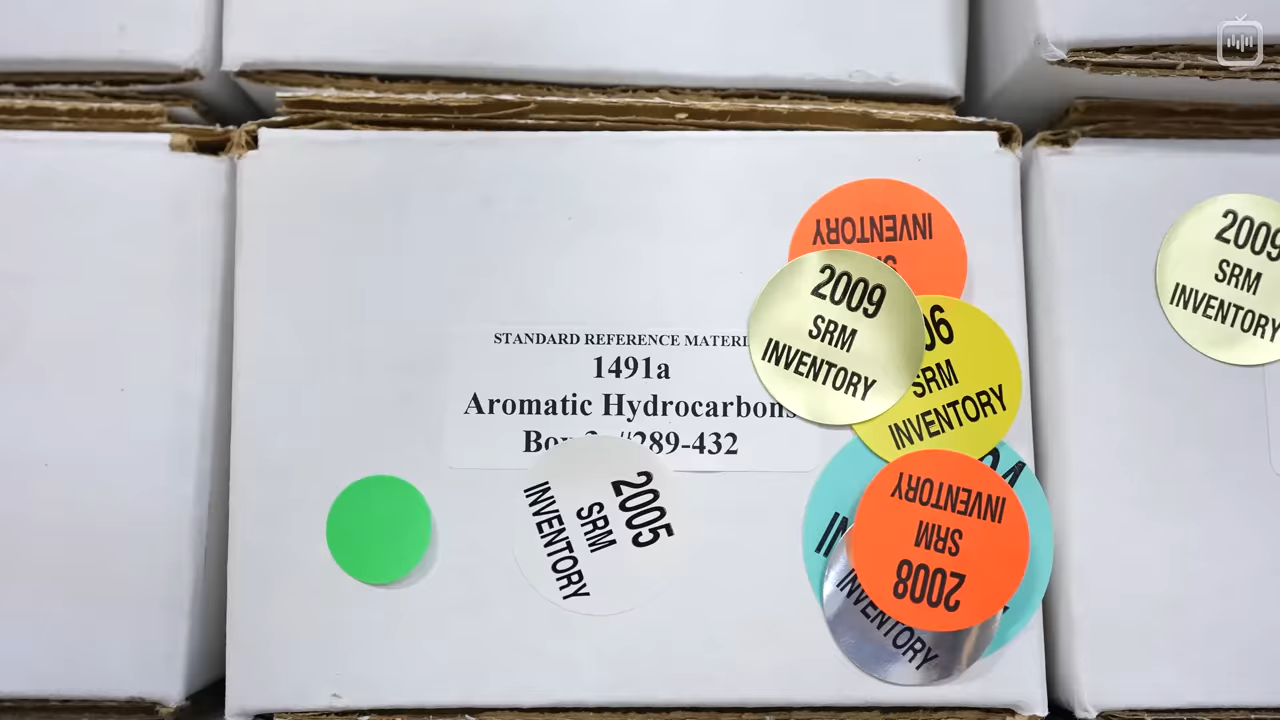 STANDARD REFERENCE
1491a
Aromatic Hydrocarbons
#289-432
INVENTORY
2009
SRM
INVENTORY
SRM
INVENTORY
2005
SRM
INVENTORY
INVENTORY
SRM
2008
INVENTORY
2009
SRM
INVENTORY